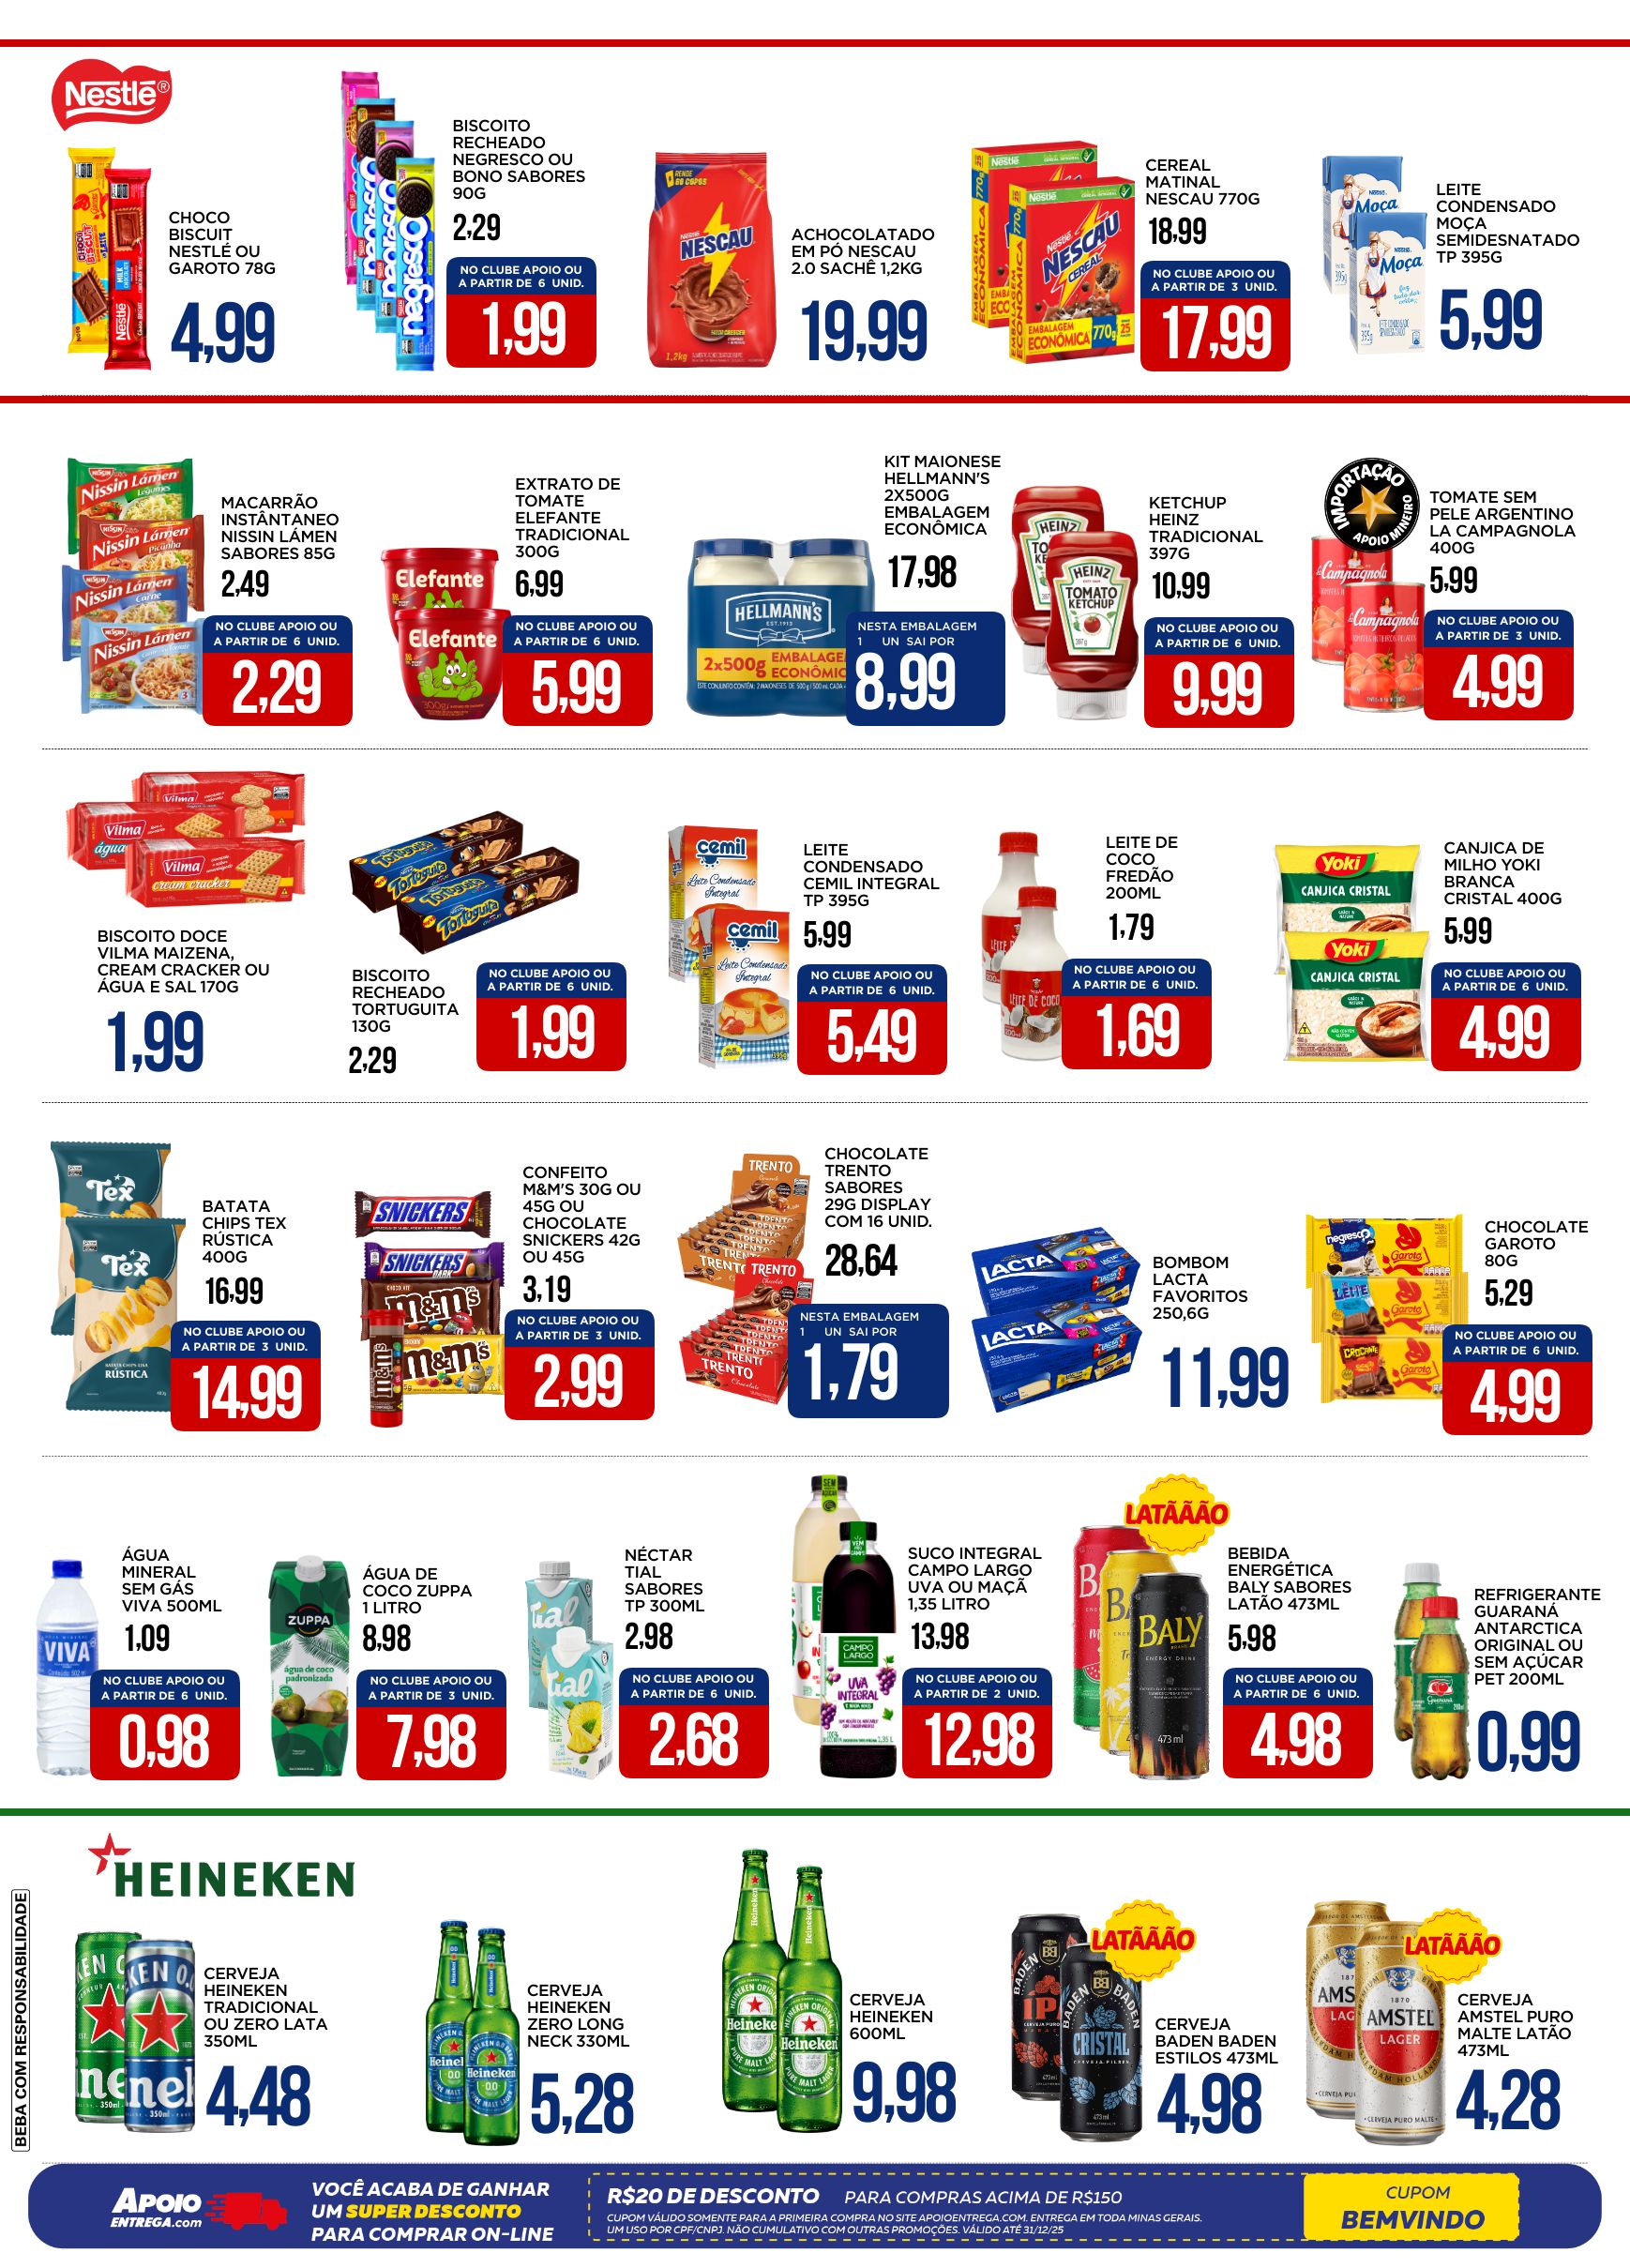 Nestlé
CHOCO
BISCUIT
NESTLÉ OU
GAROTO 78G
4,99
BISCOITO
RECHEADO
NEGRESCO OU
BONO SABORES
90G
2,29
NO CLUBE APOIO OU
A PARTIR DE 6 UNID.
1,99
ACHOCOLATADO
EM PÓ NESCAU
2.0 SACHÊ 1,2KG
19,99
CEREAL
MATINAL
NESCAU 770G
18,99
NO CLUBE APOIO OU
A PARTIR DE 3 UNID.
17,99
LEITE
CONDENSADO
MOÇA
SEMIDESNATADO
TP 395G
5,99
MACARRÃO
INSTÂNTANEO
NISSIN LÁMEN
SABORES 85G
2,49
NO CLUBE APOIO OU
A PARTIR DE 6 UNID.
2,29
EXTRATO DE
TOMATE
ELEFANTE
TRADICIONAL
300G
6,99
NO CLUBE APOIO OU
A PARTIR DE 6 UNID.
5,99
KIT MAIONESE
HELLMANN'S
2X500G
EMBALAGEM
ECONÔMICA
17,98
NESTA EMBALAGEM
1 UN SAI POR
8,99
KETCHUP
HEINZ
TRADICIONAL
397G
10,99
NO CLUBE APOIO OU
A PARTIR DE 6 UNID.
9,99
IMPORTAÇÃO
APOIO MINEIRO
TOMATE SEM
PELE ARGENTINO
LA CAMPAGNOLA
400G
5,99
NO CLUBE APOIO OU
A PARTIR DE 3 UNID.
4,99
BISCOITO DOCE
VILMA MAIZENA,
CREAM CRACKER OU
ÁGUA E SAL 170G
1,99
BISCOITO
RECHEADO
TORTUGUITA
130G
2,29
NO CLUBE APOIO OU
A PARTIR DE 6 UNID.
1,99
LEITE
CONDENSADO
CEMIL INTEGRAL
TP 395G
5,99
NO CLUBE APOIO OU
A PARTIR DE 6 UNID.
5,49
LEITE DE
COCO
FREDÃO
200ML
1,79
NO CLUBE APOIO OU
A PARTIR DE 6 UNID.
1,69
CANJICA DE
MILHO YOKI
BRANCA
CRISTAL 400G
5,99
NO CLUBE APOIO OU
A PARTIR DE 6 UNID.
4,99
BATATA
CHIPS TEX
RÚSTICA
400G
16,99
NO CLUBE APOIO OU
A PARTIR DE 3 UNID.
14,99
CONFEITO
M&M'S 30G OU
45G OU
CHOCOLATE
SNICKERS 42G
OU 45G
3,19
NO CLUBE APOIO OU
A PARTIR DE 3 UNID.
2,99
CHOCOLATE
TRENTO
SABORES
29G DISPLAY
COM 16 UNID.
28,64
NESTA EMBALAGEM
1 UN SAI POR
1,79
BOMBOM
LACTA
FAVORITOS
250,6G
11,99
CHOCOLATE
GAROTO
80G
5,29
NO CLUBE APOIO OU
A PARTIR DE 6 UNID.
4,99
ÁGUA
MINERAL
SEM GÁS
VIVA 500ML
1,09
NO CLUBE APOIO OU
A PARTIR DE 6 UNID.
0,98
ÁGUA DE
COCO ZUPPA
1 LITRO
8,98
NO CLUBE APOIO OU
A PARTIR DE 3 UNID.
7,98
NÉCTAR
TIAL
SABORES
TP 300ML
2,98
NO CLUBE APOIO OU
A PARTIR DE 6 UNID.
2,68
SUCO INTEGRAL
CAMPO LARGO
UVA OU MAÇÃ
1,35 LITRO
13,98
NO CLUBE APOIO OU
A PARTIR DE 2 UNID.
12,98
LATÃÃÃO
BEBIDA
ENERGÉTICA
BALY SABORES
LATÃO 473ML
5,98
NO CLUBE APOIO OU
A PARTIR DE 6 UNID.
4,98
REFRIGERANTE
GUARANÁ
ANTARCTICA
ORIGINAL OU
SEM AÇÚCAR
PET 200ML
0,99
HEINEKEN
BEBA COM RESPONSABILIDADE
CERVEJA
HEINEKEN
TRADICIONAL
OU ZERO LATA
350ML
4,48
CERVEJA
HEINEKEN
ZERO LONG
NECK 330ML
5,28
CERVEJA
HEINEKEN
600ML
9,98
LATÃÃÃO
CERVEJA
BADEN BADEN
ESTILOS 473ML
4,98
LATÃÃÃO
CERVEJA
AMSTEL PURO
MALTE LATÃO
473ML
4,28
APOIO
ENTREGA.com
VOCÊ ACABA DE GANHAR
UM SUPER DESCONTO
PARA COMPRAR ON-LINE
R$20 DE DESCONTO PARA COMPRAS ACIMA DE R$150
CUPOM VÁLIDO SOMENTE PARA A PRIMEIRA COMPRA NO SITE APOIOENTREGA.COM. ENTREGA EM TODA MINAS GERAIS.
UM USO POR CPF/CNPJ. NÃO CUMULATIVO COM OUTRAS PROMOÇÕES. VÁLIDO ATÉ 31/12/25
CUPOM
BEMVINDO